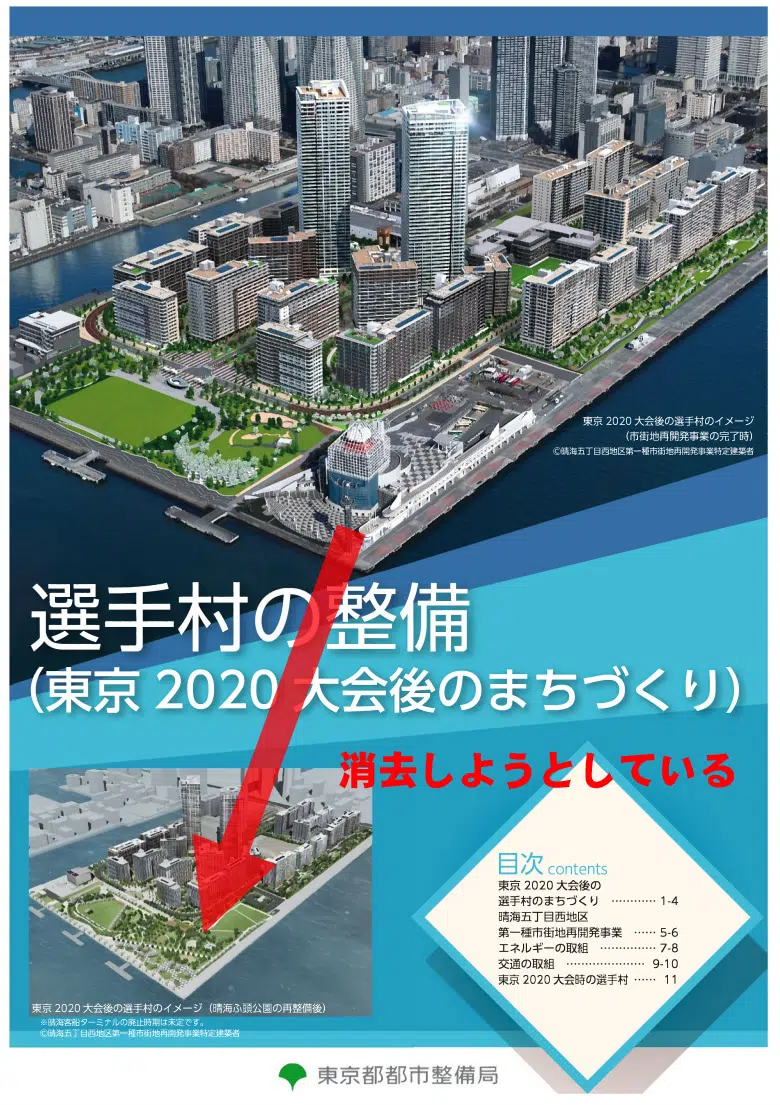 東京 2020 大会後の選手村のイメージ
(市街地再開発事業の完了時)
©晴海五丁目西地区第一種市街地再開発事業特定建築者
選手村の整備
(東京 2020 大会後のまちづくり)
消去しようとしている
目次 contents
東京 2020 大会後の
選手村のまちづくり ………… 1-4
晴海五丁目西地区
第一種市街地再開発事業 …… 5-6
エネルギーの取組 …………… 7-8
交通の取組 ………………… 9-10
東京 2020 大会時の選手村 …… 11
東京 2020 大会後の選手村のイメージ (晴海ふ頭公園の再整備後)
※晴海客船ターミナルの廃止時期は未定です。
©晴海五丁目西地区第一種市街地再開発事業特定建築者
東京都都市整備局